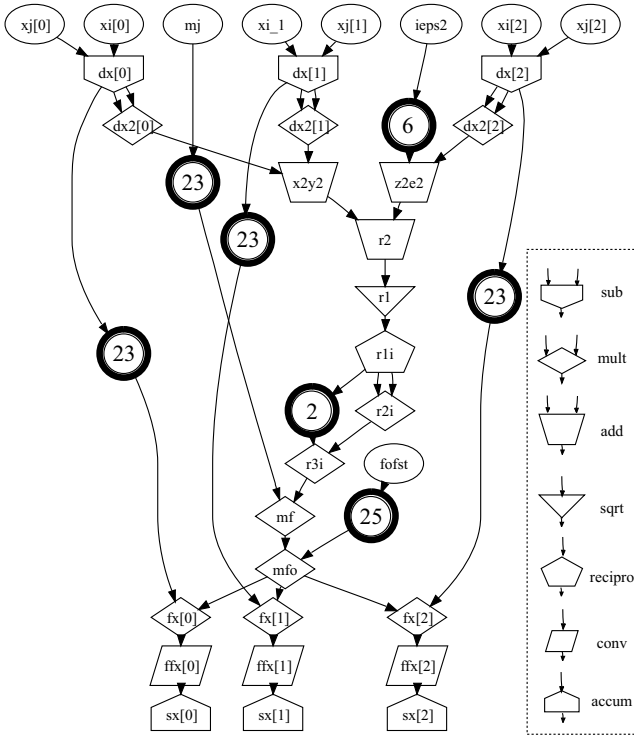 xj[0] xi[0] mj xi_1 xj[1] ieps2 xi[2] xj[2]
dx[0] dx[1] dx[2]
dx2[0] dx2[1] 6 dx2[2]
23 x2y2 z2e2
23 r2
23 r1 sub
23 r1i mult
2 r2i add
r3i fofst
mf 25 sqrt
mfo recipro
fx[0] fx[1] fx[2]
ffx[0] ffx[1] ffx[2] conv
sx[0] sx[1] sx[2] accum